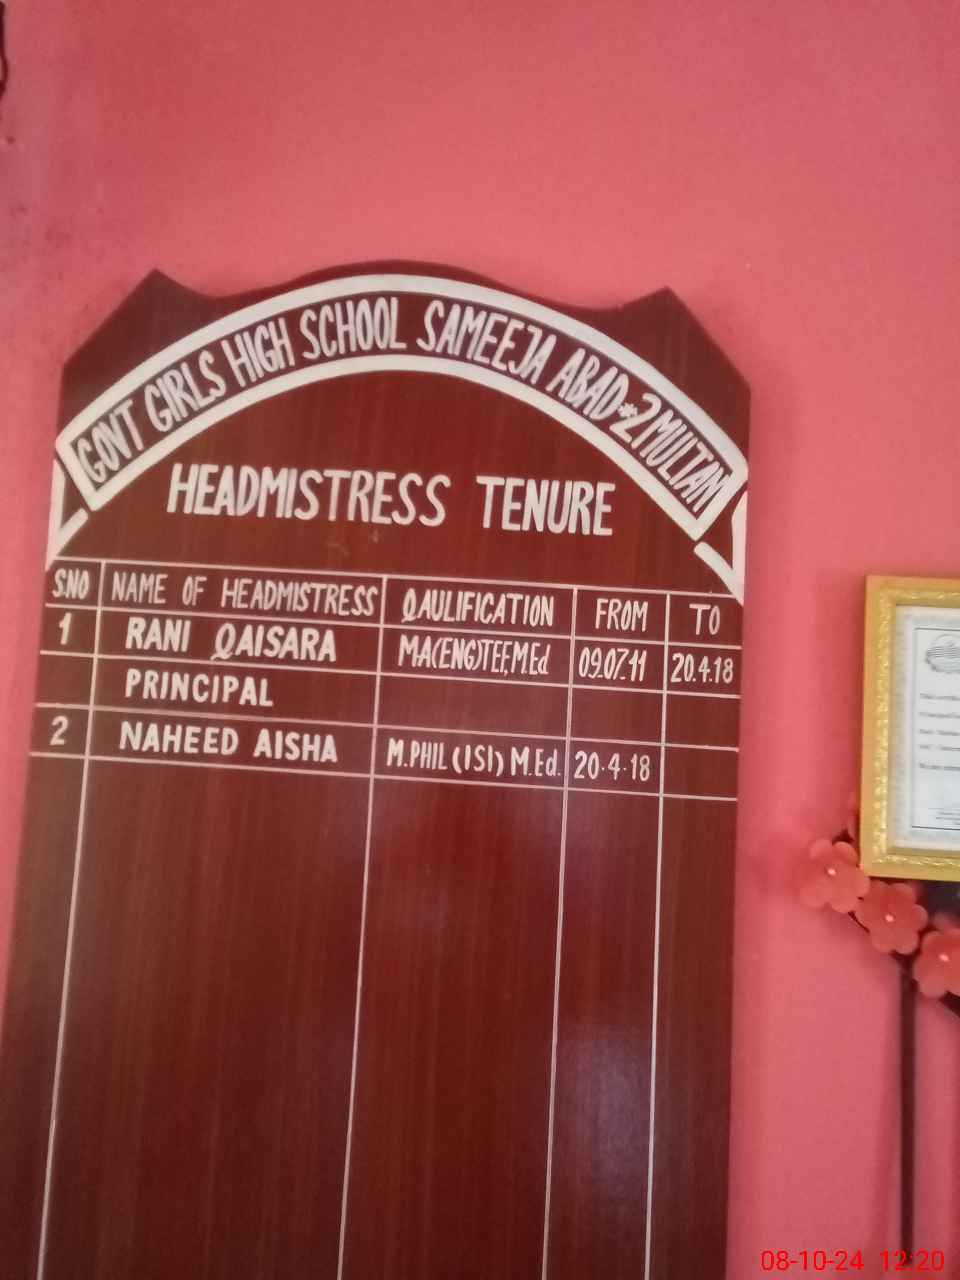 GOVT GIRLS HIGH SCHOOL SAMEEJA ABAD #2 MULTAN
HEADMISTRESS TENURE
S.NO NAME OF HEADMISTRESS QAULIFICATION FROM TO
1 RANI QAISARA MA(ENG)TEF,M.Ed 09.07.11 20.4.18
PRINCIPAL
2 NAHEED AISHA M.PHIL (ISI) M.Ed. 20.4.18
08-10-24 12:20